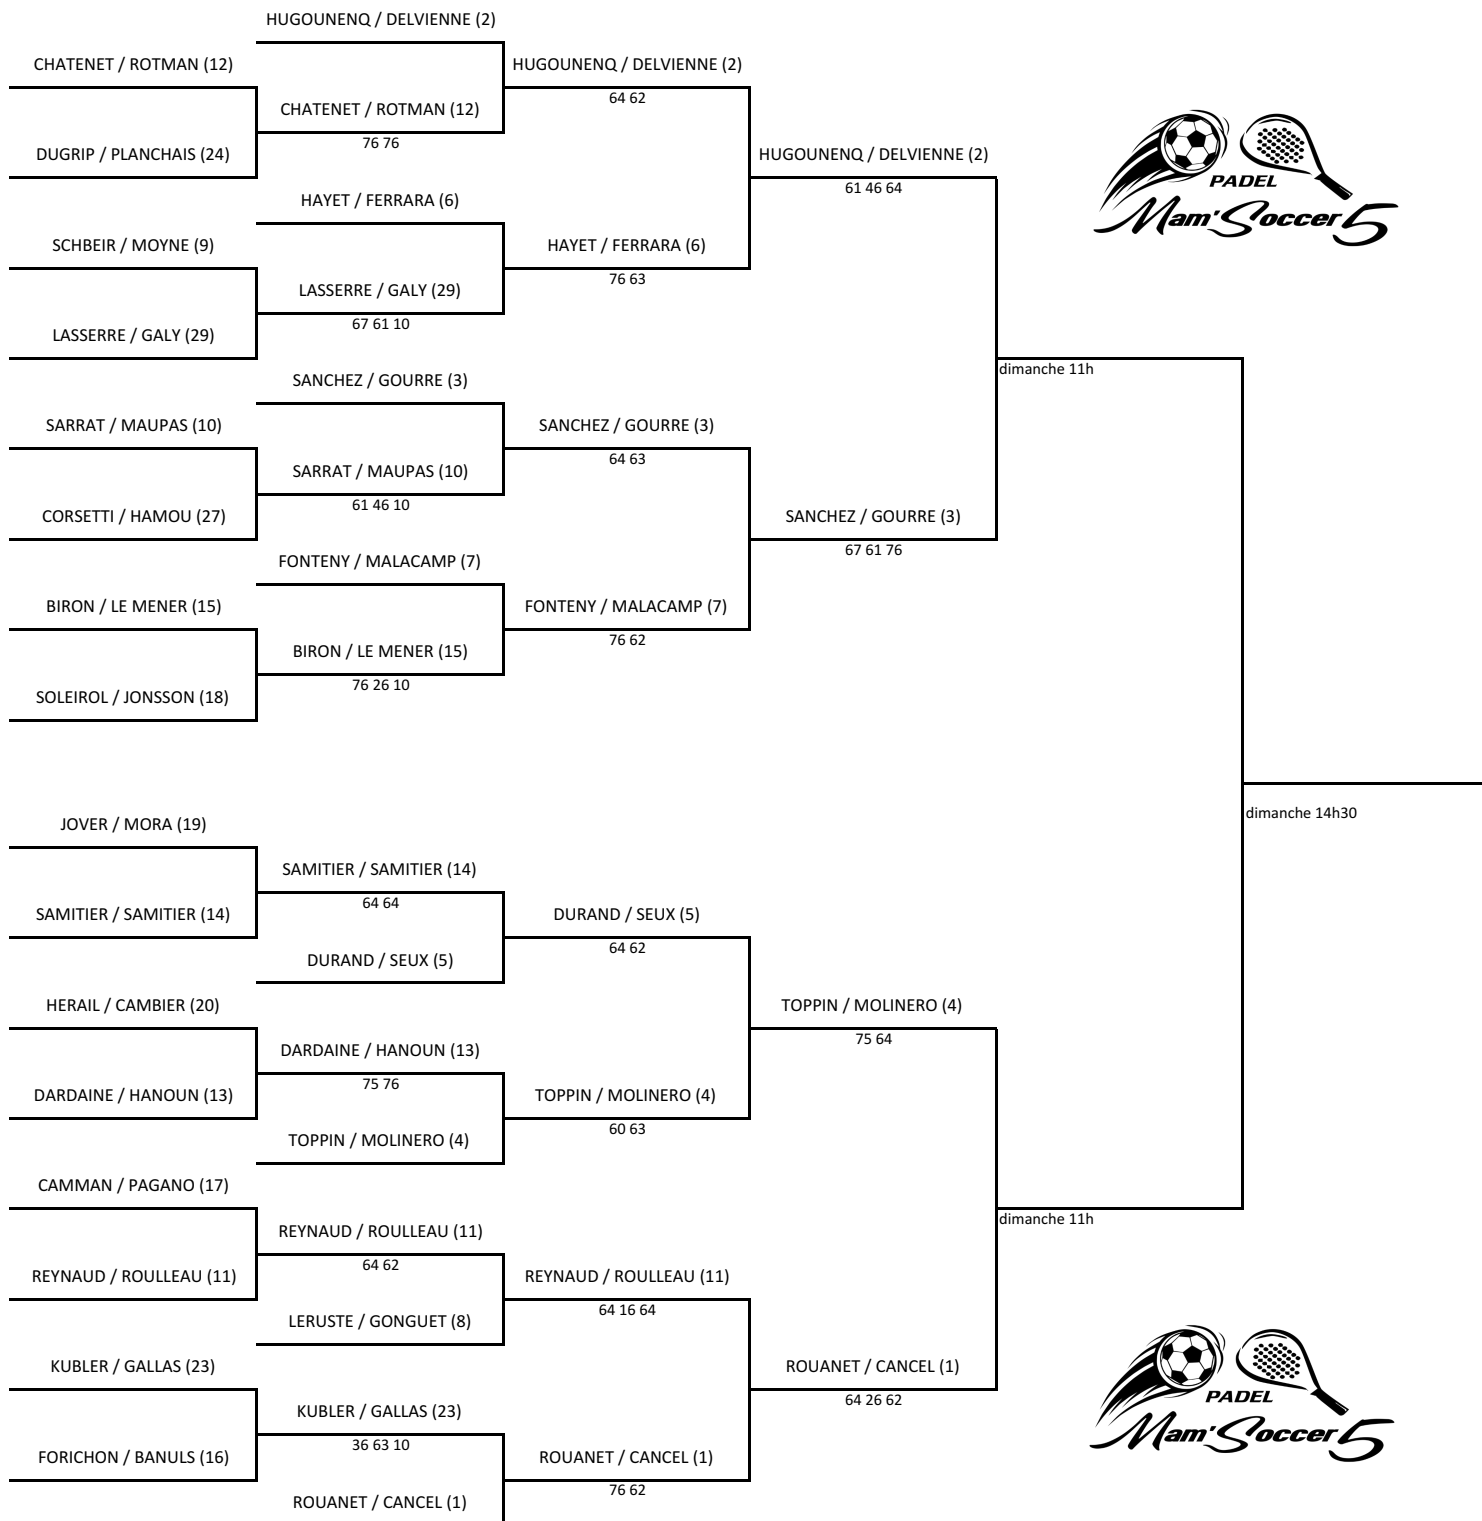 HUGOUNENQ / DELVIENNE (2)
CHATENET / ROTMAN (12)
HUGOUNENQ / DELVIENNE (2)
64 62
CHATENET / ROTMAN (12)
76 76
DUGRIP / PLANCHAIS (24)
HUGOUNENQ / DELVIENNE (2)
61 46 64
PADEL
Mam'Soccer 5
HAYET / FERRARA (6)
SCHBEIR / MOYNE (9)
HAYET / FERRARA (6)
76 63
LASSERRE / GALY (29)
67 61 10
LASSERRE / GALY (29)
dimanche 11h
SANCHEZ / GOURRE (3)
SARRAT / MAUPAS (10)
SANCHEZ / GOURRE (3)
64 63
SARRAT / MAUPAS (10)
61 46 10
CORSETTI / HAMOU (27)
SANCHEZ / GOURRE (3)
67 61 76
FONTENY / MALACAMP (7)
BIRON / LE MENER (15)
FONTENY / MALACAMP (7)
76 62
BIRON / LE MENER (15)
76 26 10
SOLEIROL / JONSSON (18)
dimanche 14h30
JOVER / MORA (19)
SAMITIER / SAMITIER (14)
64 64
SAMITIER / SAMITIER (14)
DURAND / SEUX (5)
64 62
DURAND / SEUX (5)
HERAIL / CAMBIER (20)
TOPPIN / MOLINERO (4)
75 64
DARDAINE / HANOUN (13)
75 76
DARDAINE / HANOUN (13)
TOPPIN / MOLINERO (4)
60 63
TOPPIN / MOLINERO (4)
CAMMAN / PAGANO (17)
dimanche 11h
REYNAUD / ROULLEAU (11)
64 62
REYNAUD / ROULLEAU (11)
REYNAUD / ROULLEAU (11)
64 16 64
LERUSTE / GONGUET (8)
KUBLER / GALLAS (23)
ROUANET / CANCEL (1)
64 26 62
PADEL
Mam'Soccer 5
KUBLER / GALLAS (23)
36 63 10
FORICHON / BANULS (16)
ROUANET / CANCEL (1)
76 62
ROUANET / CANCEL (1)